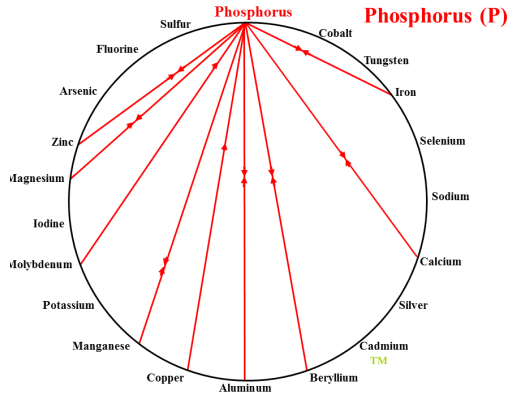 Phosphorus
Phosphorus (P)
Sulfur
Cobalt
Fluorine
Tungsten
Arsenic
Iron
Zinc
Selenium
Magnesium
Sodium
Iodine
Calcium
Molybdenum
Potassium
Silver
Manganese
Cadmium
TM
Copper
Beryllium
Aluminum